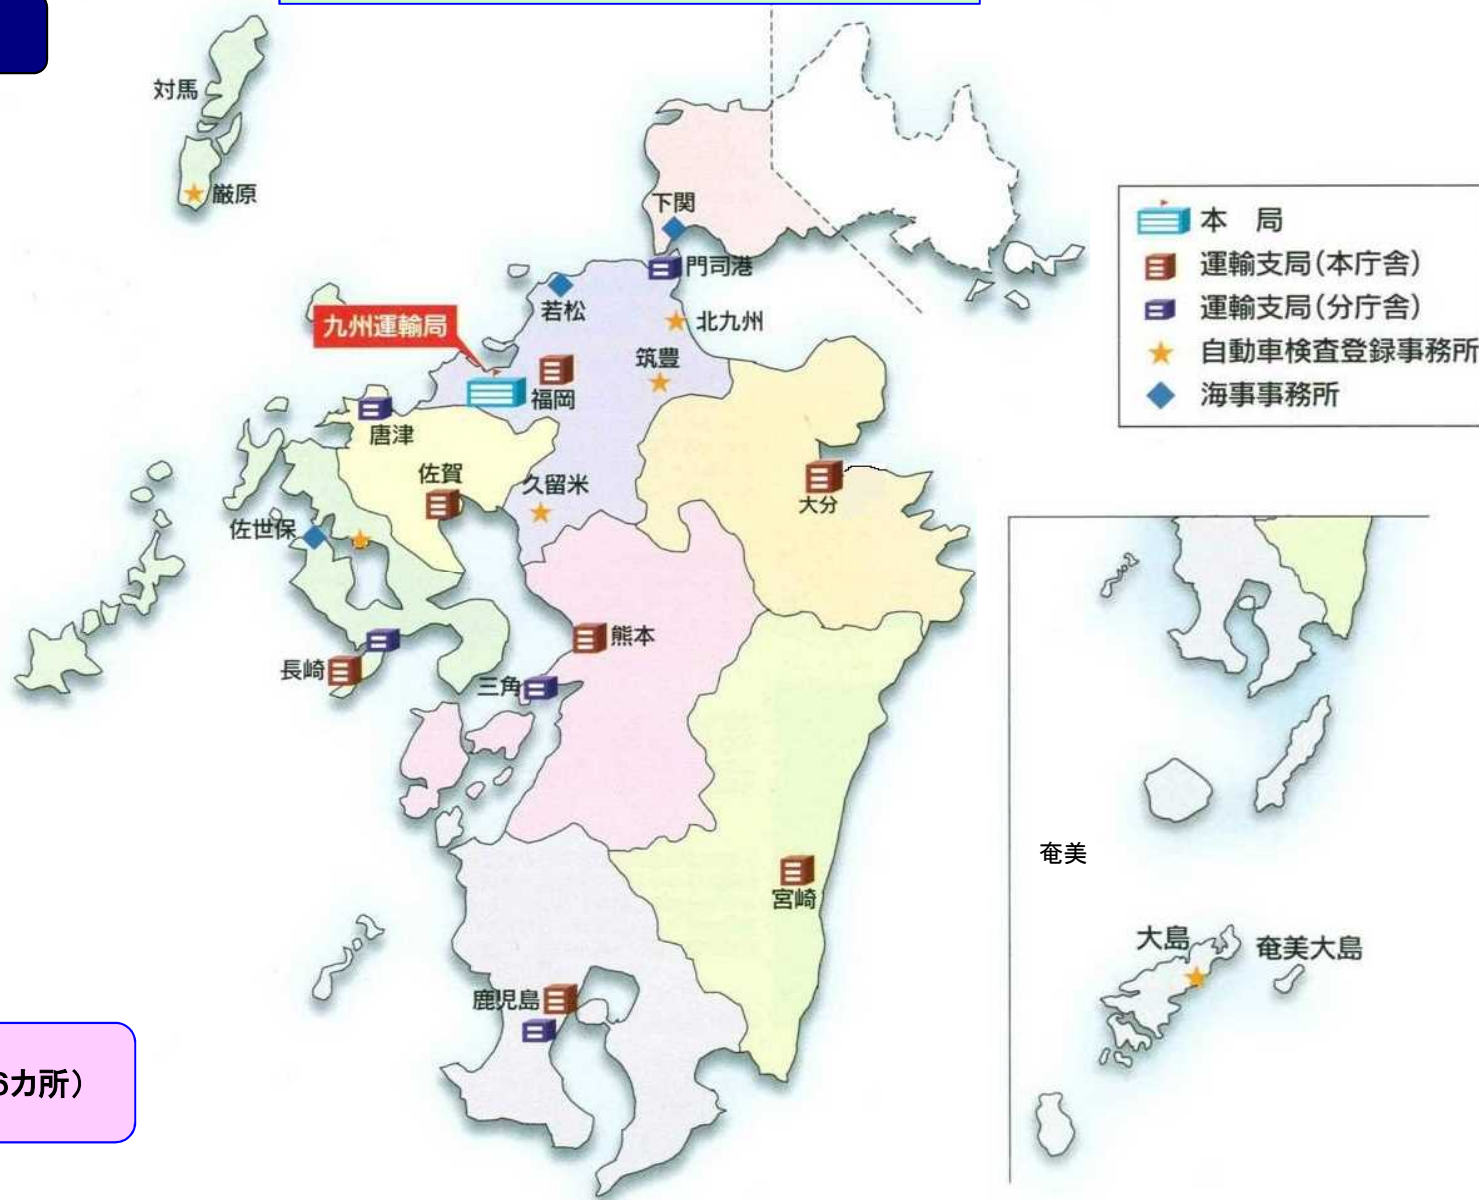 対馬
厳原
下関
門司港
若松
九州運輸局
北九州
筑豊
福岡
唐津
佐賀
久留米
大分
佐世保
熊本
長崎
三角
宮崎
鹿児島
本 局
運輸支局(本庁舎)
運輸支局(分庁舎)
自動車検査登録事務所
海事事務所
奄美
大島
奄美大島
カ所)